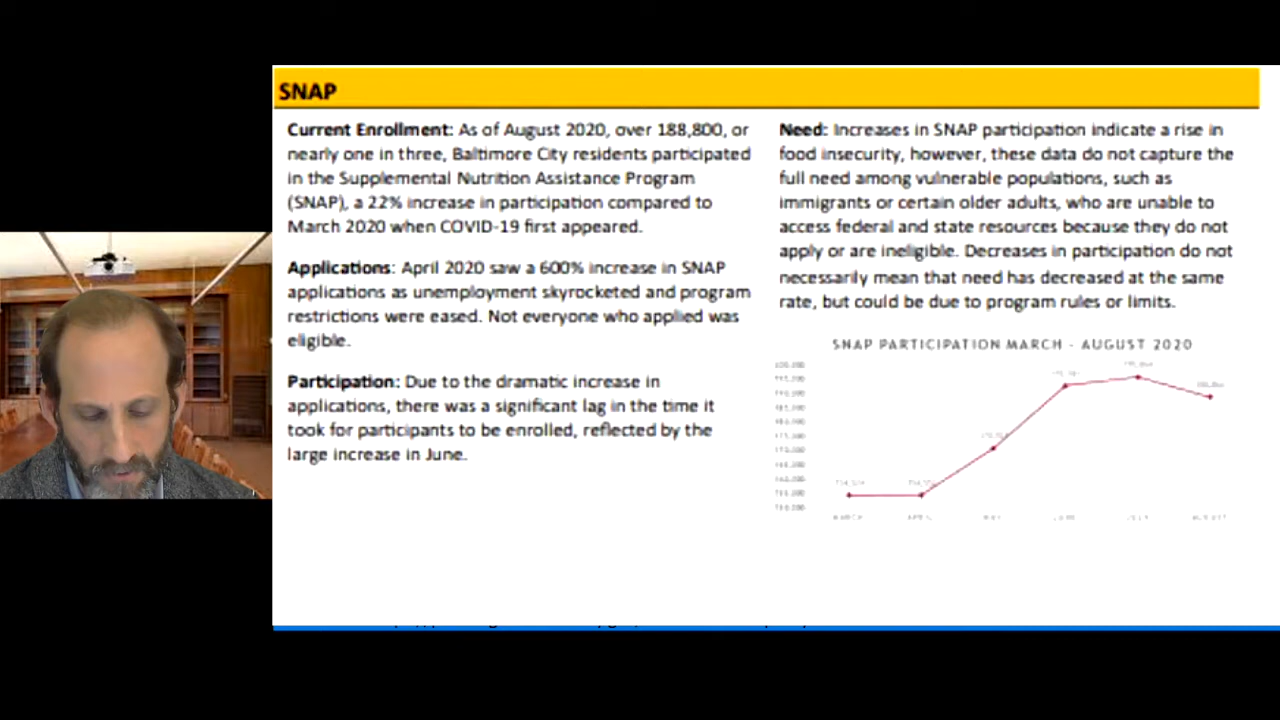 SNAP
Current Enrollment: As of August 2020, over 188,800, or
nearly one in three, Baltimore City residents participated
in the Supplemental Nutrition Assistance Program
(SNAP), a 22% increase in participation compared to
March 2020 when COVID-19 first appeared.
Applications: April 2020 saw a 600% increase in SNAP
applications as unemployment skyrocketed and program
restrictions were eased. Not everyone who applied was
eligible.
Participation: Due to the dramatic increase in
applications, there was a significant lag in the time it
took for participants to be enrolled, reflected by the
large increase in June.
Need: Increases in SNAP participation indicate a rise in
food insecurity, however, these data do not capture the
full need among vulnerable populations, such as
immigrants or certain older adults, who are unable to
access federal and state resources because they do not
apply or are ineligible. Decreases in participation do not
necessarily mean that need has decreased at the same
rate, but could be due to program rules or limits.
SNAP PARTICIPATION MARCH - AUGUST 2020
MARCH